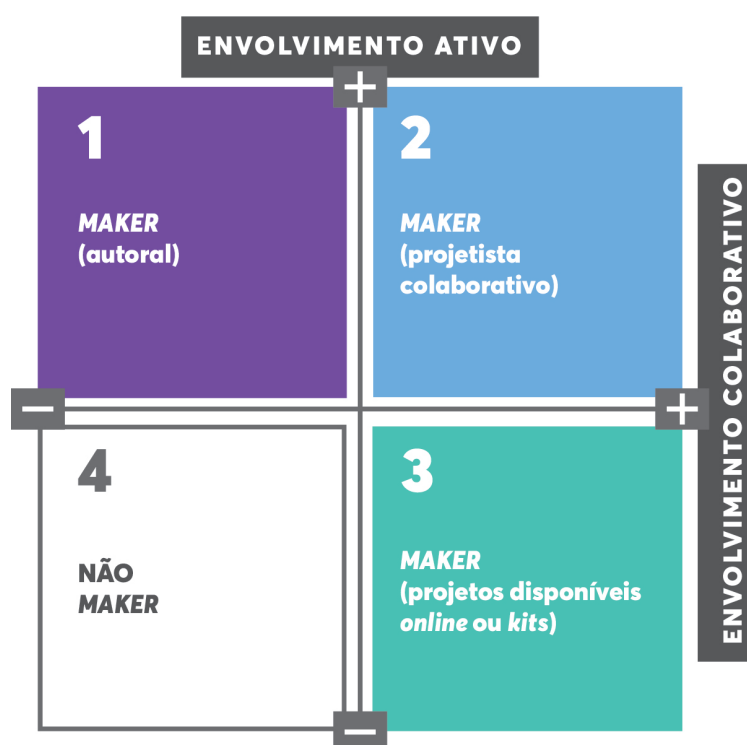 ENVOLVIMENTO ATIVO
+
1
MAKER
(autoral)
2
MAKER
(projetista
colaborativo)
ENVOLVIMENTO COLABORATIVO
−
+
4
NÃO
MAKER
3
MAKER
(projetos disponíveis
online ou kits)
−